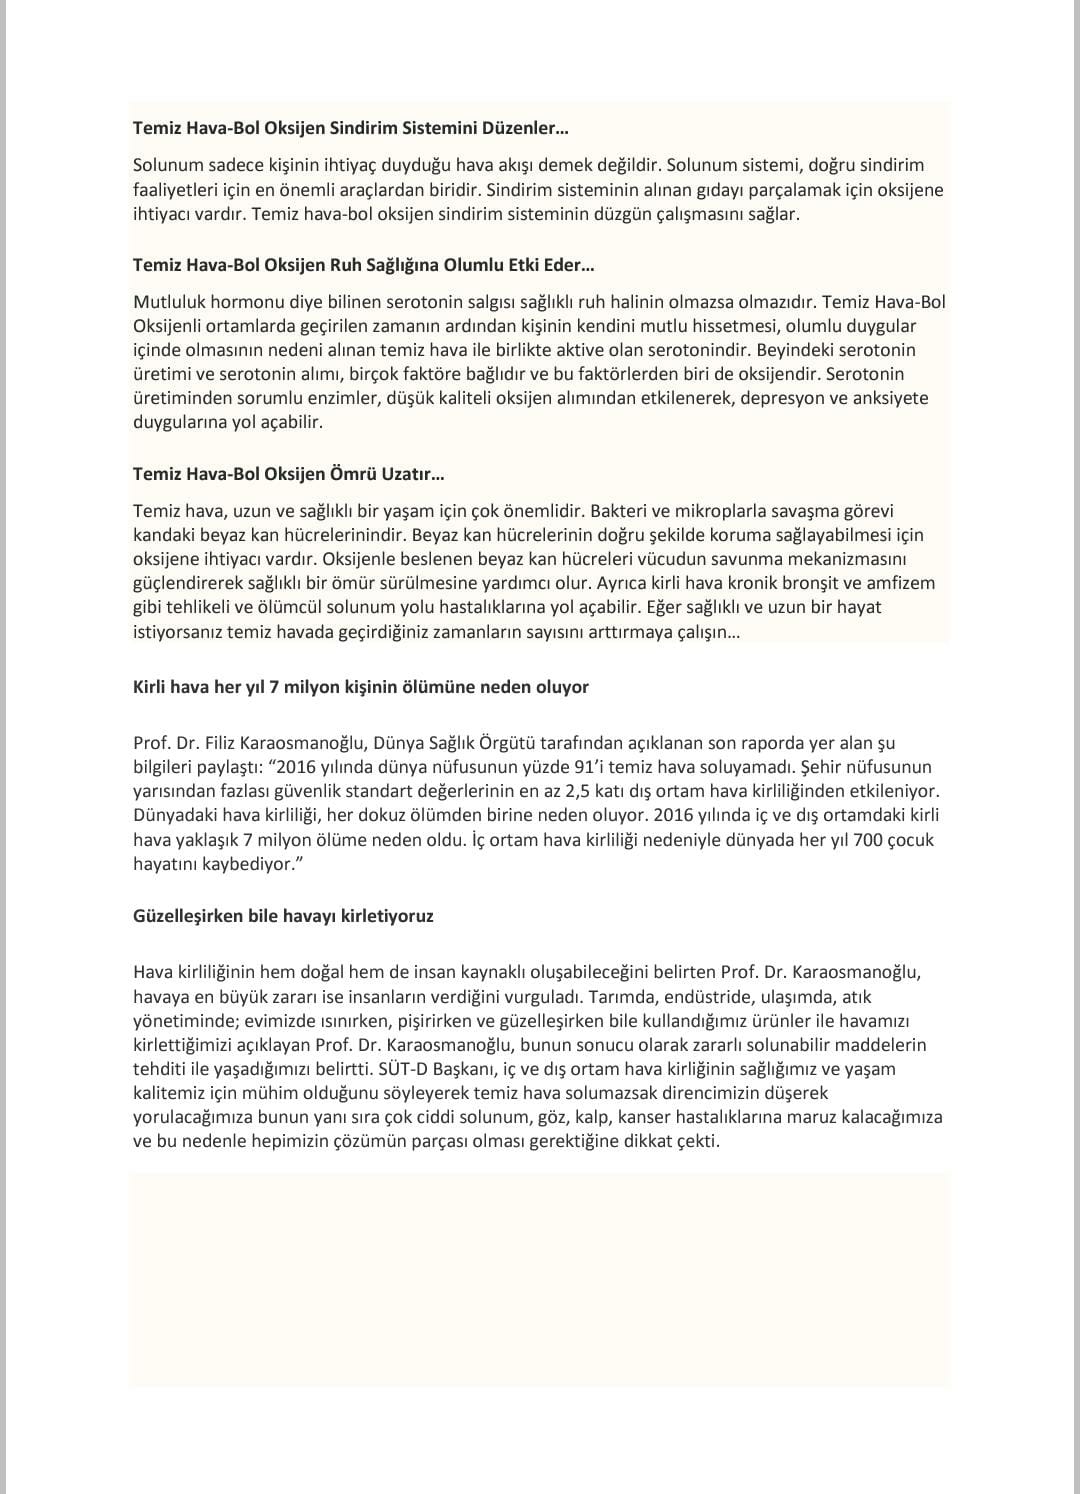 Temiz Hava-Bol Oksijen Sindirim Sistemini Düzenler...
Solunum sadece kişinin ihtiyaç duyduğu hava akışı demek değildir. Solunum sistemi, doğru sindirim
faaliyetleri için en önemli araçlardan biridir. Sindirim sisteminin alınan gıdayı parçalamak için oksijene
ihtiyacı vardır. Temiz hava-bol oksijen sindirim sisteminin düzgün çalışmasını sağlar.
Temiz Hava-Bol Oksijen Ruh Sağlığına Olumlu Etki Eder...
Mutluluk hormonu diye bilinen serotonin salgısı sağlıklı ruh halinin olmazsa olmazıdır. Temiz Hava-Bol
Oksijenli ortamlarda geçirilen zamanın ardından kişinin kendini mutlu hissetmesi, olumlu duygular
içinde olmasının nedeni alınan temiz hava ile birlikte aktive olan serotonindir. Beyindeki serotonin
üretimi ve serotonin alımı, birçok faktöre bağlıdır ve bu faktörlerden biri de oksijendir. Serotonin
üretiminden sorumlu enzimler, düşük kaliteli oksijen alımından etkilenerek, depresyon ve anksiyete
duygularına yol açabilir.
Temiz Hava-Bol Oksijen Ömrü Uzatır...
Temiz hava, uzun ve sağlıklı bir yaşam için çok önemlidir. Bakteri ve mikroplarla savaşma görevi
kandaki beyaz kan hücrelerinindir. Beyaz kan hücrelerinin doğru şekilde koruma sağlayabilmesi için
oksijene ihtiyacı vardır. Oksijenle beslenen beyaz kan hücreleri vücudun savunma mekanizmasını
güçlendirerek sağlıklı bir ömür sürülmesine yardımcı olur. Ayrıca kirli hava kronik bronşit ve amfizem
gibi tehlikeli ve ölümcül solunum yolu hastalıklarına yol açabilir. Eğer sağlıklı ve uzun bir hayat
istiyorsanız temiz havada geçirdiğiniz zamanların sayısını arttırmaya çalışın...
Kirli hava her yıl 7 milyon kişinin ölümüne neden oluyor
Prof. Dr. Filiz Karaosmanoğlu, Dünya Sağlık Örgütü tarafından açıklanan son raporda yer alan şu
bilgileri paylaştı: “2016 yılında dünya nüfusunun yüzde 91’i temiz hava soluyamadı. Şehir nüfusunun
yarısından fazlası güvenlik standart değerlerinin en az 2,5 katı dış ortam hava kirliliğinden etkileniyor.
Dünyadaki hava kirliliği, her dokuz ölümden birine neden oluyor. 2016 yılında iç ve dış ortamdaki kirli
hava yaklaşık 7 milyon ölüme neden oldu. İç ortam hava kirliliği nedeniyle dünyada her yıl 700 çocuk
hayatını kaybediyor.”
Güzelleşirken bile havayı kirletiyoruz
Hava kirliliğinin hem doğal hem de insan kaynaklı oluşabileceğini belirten Prof. Dr. Karaosmanoğlu,
havaya en büyük zararı ise insanların verdiğini vurguladı. Tarımda, endüstride, ulaşımda, atık
yönetiminde; evimizde ısınırken, pişirirken ve güzelleşirken bile kullandığımız ürünler ile havamızı
kirlettiğimizi açıklayan Prof. Dr. Karaosmanoğlu, bunun sonucu olarak zararlı solunabilir maddelerin
tehditi ile yaşadığımızı belirtti. SÜT-D Başkanı, iç ve dış ortam hava kirliğinin sağlığımız ve yaşam
kalitemiz için mühim olduğunu söyleyerek temiz hava solumazsak direncimizin düşerek
yorulacağımıza bunun yanı sıra çok ciddi solunum, göz, kalp, kanser hastalıklarına maruz kalacağımıza
ve bu nedenle hepimizin çözümün parçası olması gerektiğine dikkat çekti.